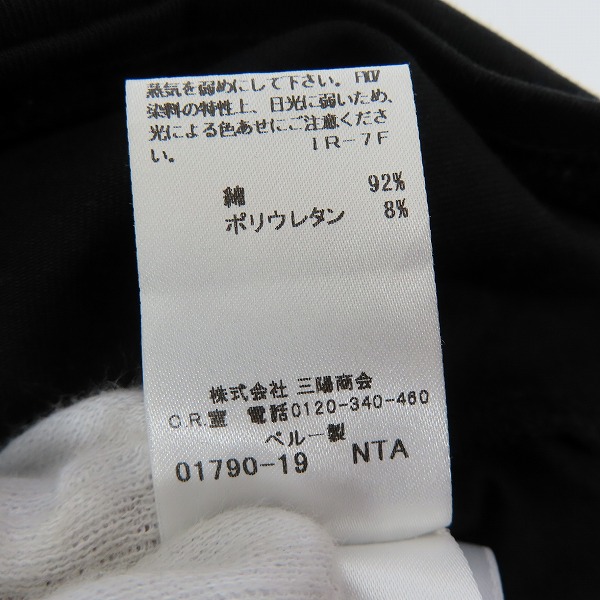 蒸気を弱めにして下さい。
染料の特性上、日光に弱いため、
光による色あせにご注意くださ
い。
IR-7F
綿 92%
ポリウレタン 8%
株式会社 三陽商会
C.R.室 電話0120-340-460
ペルー製
01790-19 NTA